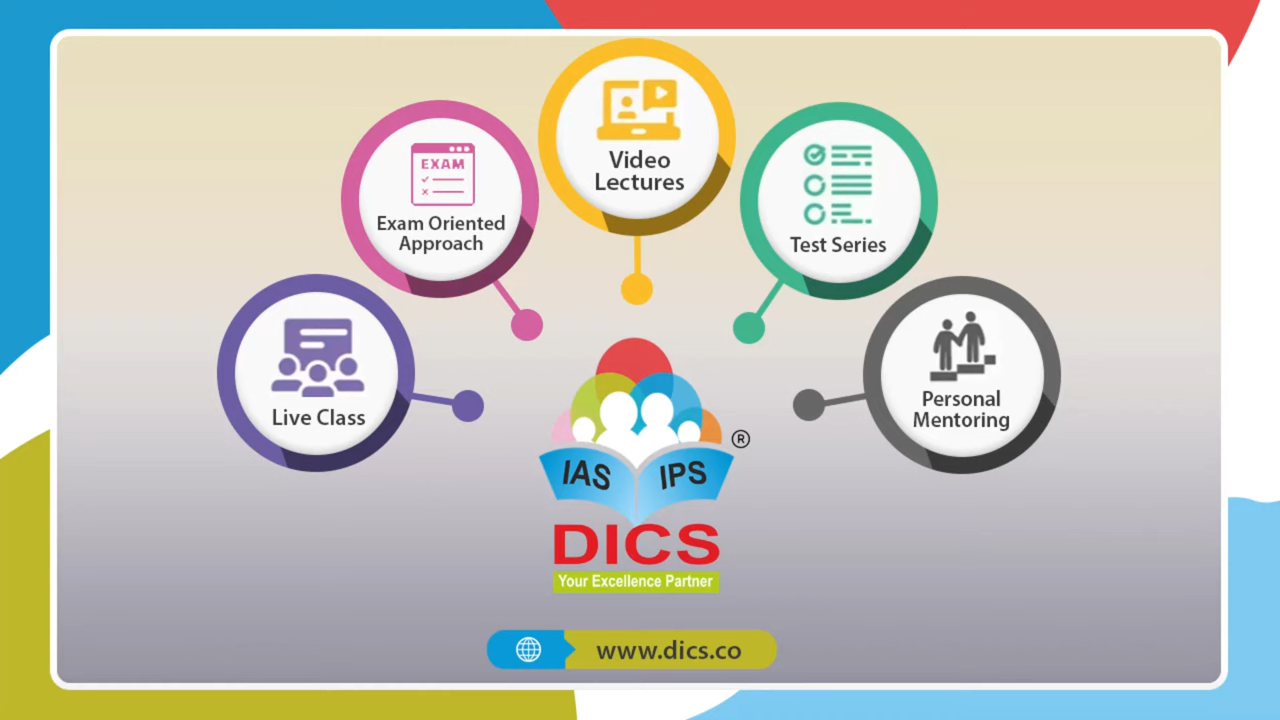 Video
Lectures
EXAM
Exam Oriented
Approach
Test Series
Live Class
Personal
Mentoring
®
IAS IPS
DICS
Your Excellence Partner
www.dics.co